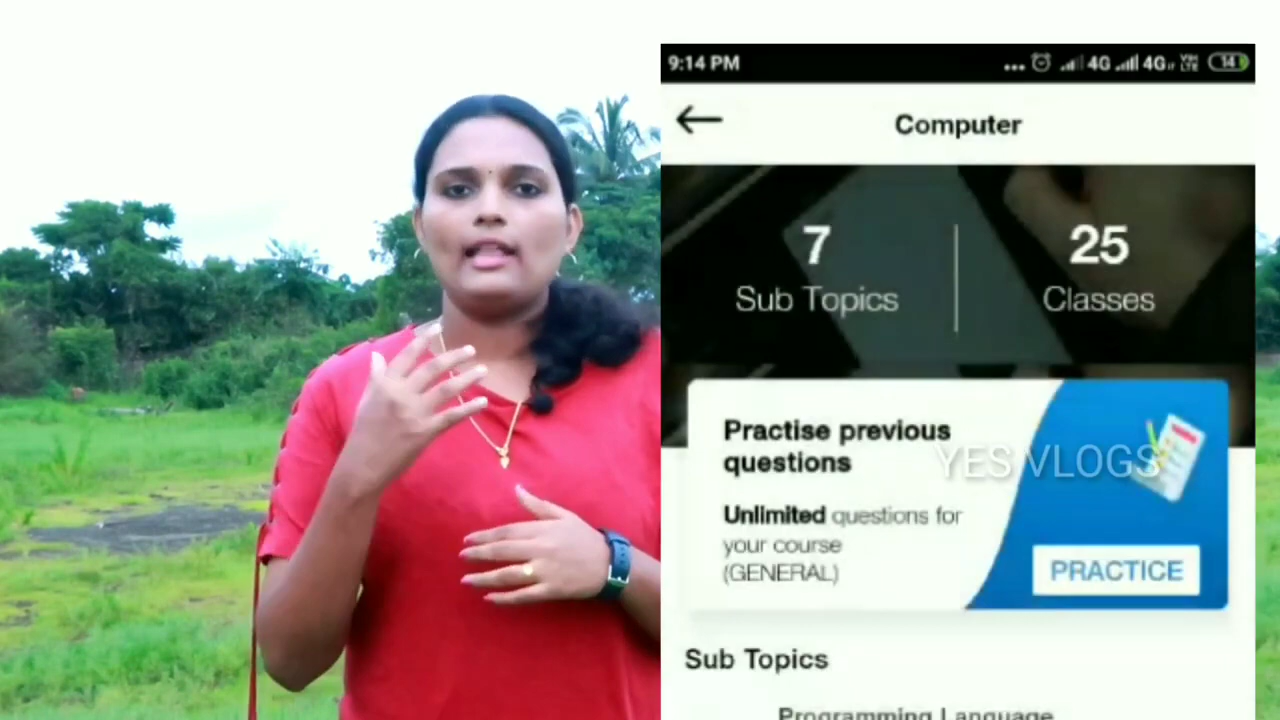 9:14 PM
4G 4G 14
Computer
7
Sub Topics
25
Classes
Practise previous
questions
YES VLOGS
Unlimited questions for
your course
(GENERAL)
PRACTICE
Sub Topics
Programming Language